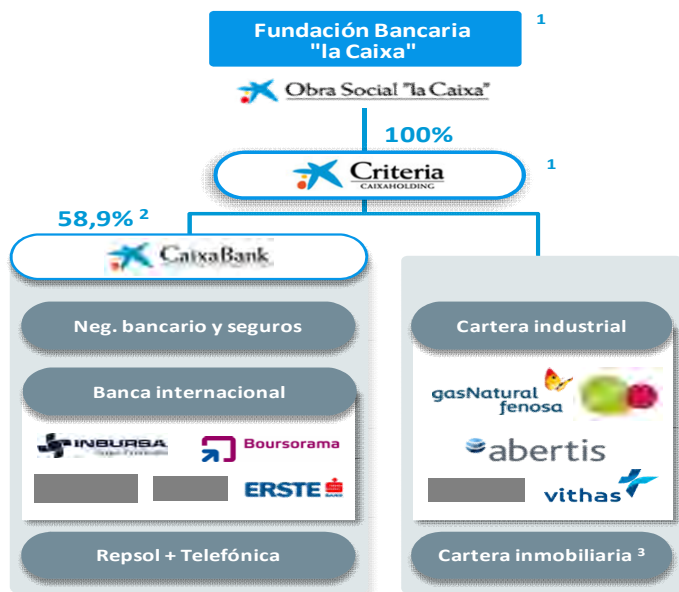 Fundación Bancaria
"la Caixa"
1
Obra Social "la Caixa"
100%
Criteria
CAIXAHOLDING
1
58,9% 2
CaixaBank
Neg. bancario y seguros
Banca internacional
INBURSA
Boursorama
ERSTE
Repsol + Telefónica
Cartera industrial
gasNatural
fenosa
abertis
vithas
Cartera inmobiliaria 3